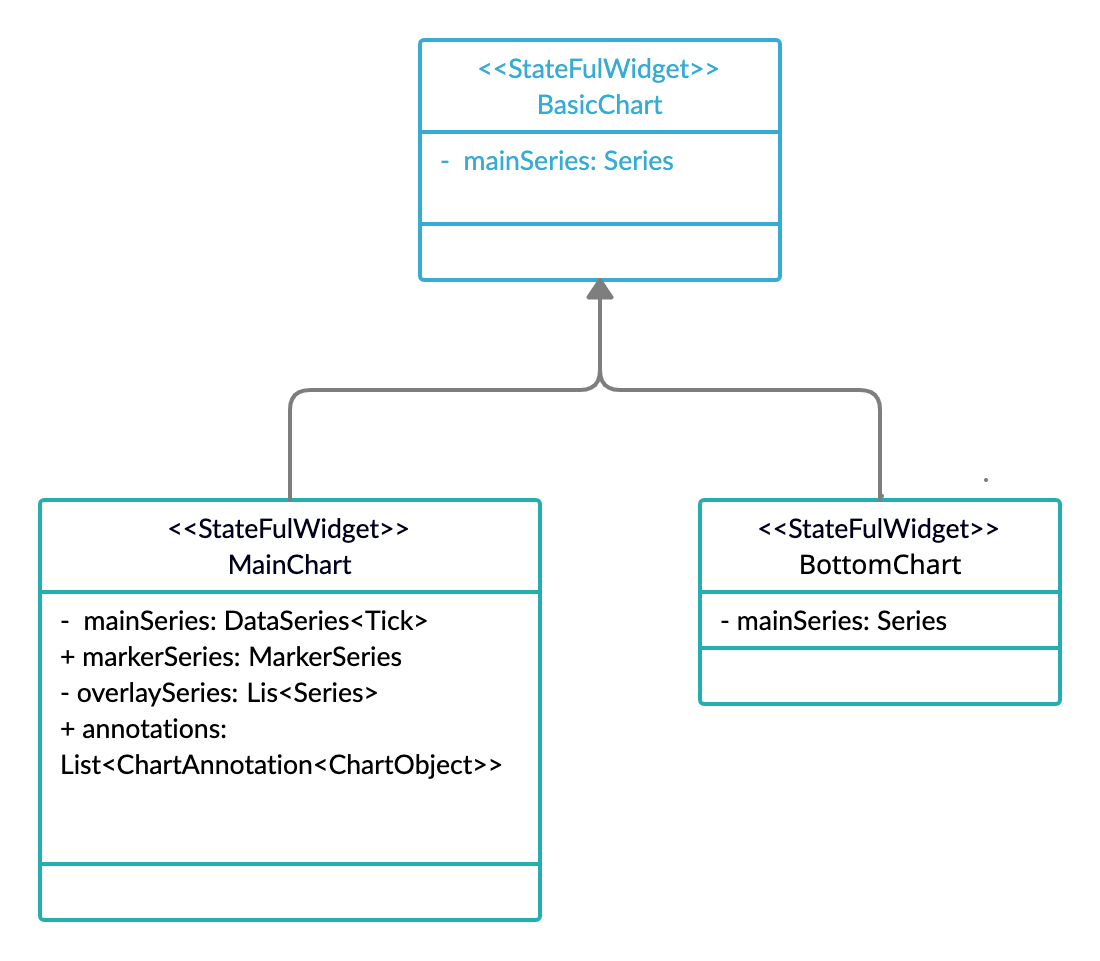 <<StateFulWidget>>
BasicChart
- mainSeries: Series
<<StateFulWidget>>
MainChart
- mainSeries: DataSeries<Tick>
+ markerSeries: MarkerSeries
- overlaySeries: Lis<Series>
+ annotations:
List<ChartAnnotation<ChartObject>>
<<StateFulWidget>>
BottomChart
- mainSeries: Series